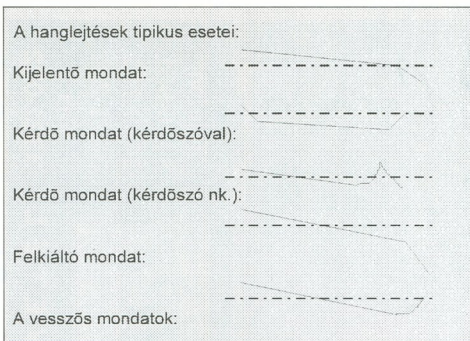 A hanglejtések tipikus esetei:
Kijelentő mondat:
Kérdő mondat (kérdőszóval):
Kérdő mondat (kérdőszó nk.):
Felkiáltó mondat:
A vesszős mondatok: